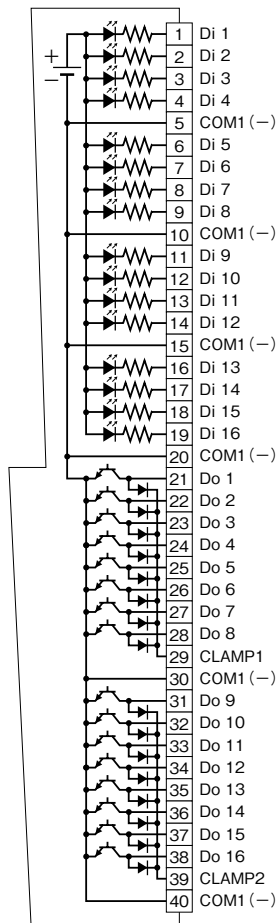 +
−
1 Di 1
2 Di 2
3 Di 3
4 Di 4
5 COM1 (−)
6 Di 5
7 Di 6
8 Di 7
9 Di 8
10 COM1 (−)
11 Di 9
12 Di 10
13 Di 11
14 Di 12
15 COM1 (−)
16 Di 13
17 Di 14
18 Di 15
19 Di 16
20 COM1 (−)
21 Do 1
22 Do 2
23 Do 3
24 Do 4
25 Do 5
26 Do 6
27 Do 7
28 Do 8
29 CLAMP1
30 COM1 (−)
31 Do 9
32 Do 10
33 Do 11
34 Do 12
35 Do 13
36 Do 14
37 Do 15
38 Do 16
39 CLAMP2
40 COM1 (−)